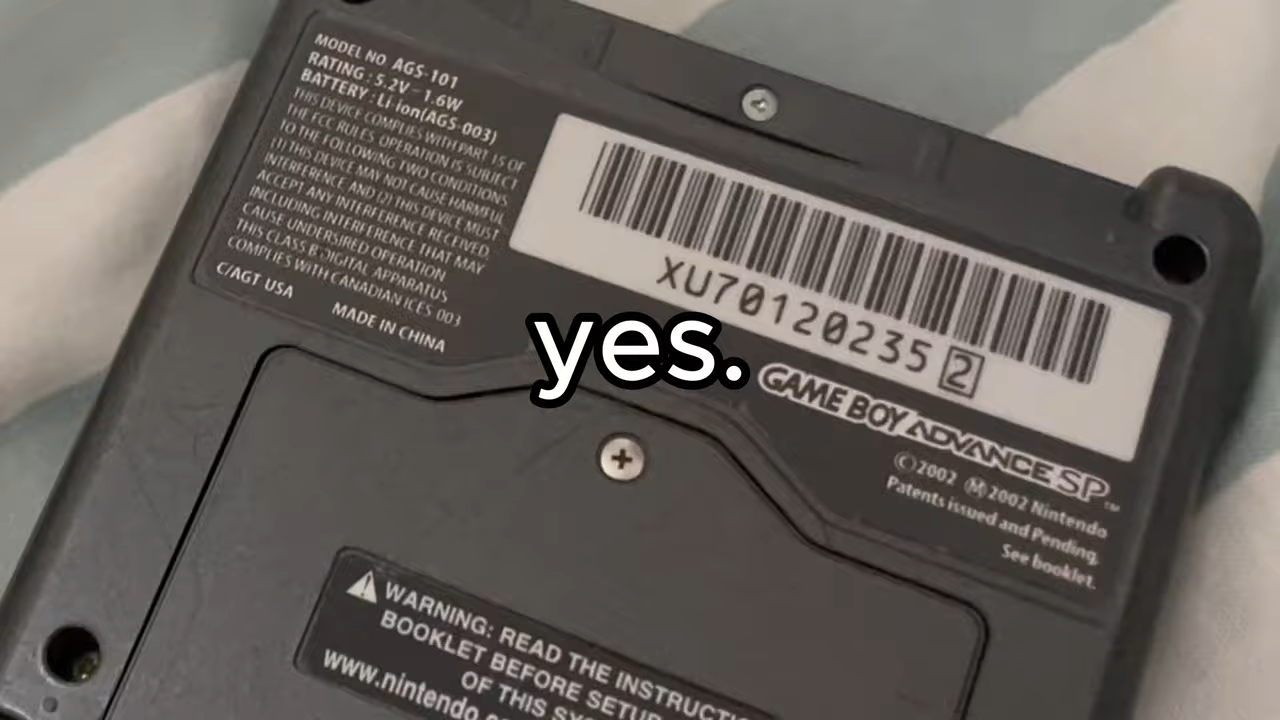 MODEL NO AGS-101
RATING : 5.2V ⎓ 1.6W
BATTERY : Li-ion(AGS-003)
THIS DEVICE COMPLIES WITH PART 15 OF
THE FCC RULES. OPERATION IS SUBJECT
TO THE FOLLOWING TWO CONDITIONS
(1) THIS DEVICE MAY NOT CAUSE HARMFUL
INTERFERENCE AND (2) THIS DEVICE MUST
ACCEPT ANY INTERFERENCE RECEIVED,
INCLUDING INTERFERENCE THAT MAY
CAUSE UNDERSIRED OPERATION
THIS CLASS B DIGITAL APPARATUS
COMPLIES WITH CANADIAN ICES 003
C/AGT USA
MADE IN CHINA
XU70120235 2
yes.
GAME BOY ADVANCE SP™
©2002 Ⓜ2002 Nintendo
Patents issued and Pending.
See booklet.
WARNING: READ THE INSTRUCTIO
BOOKLET BEFORE SETUP
OF THIS SYS
www.nintendo.co